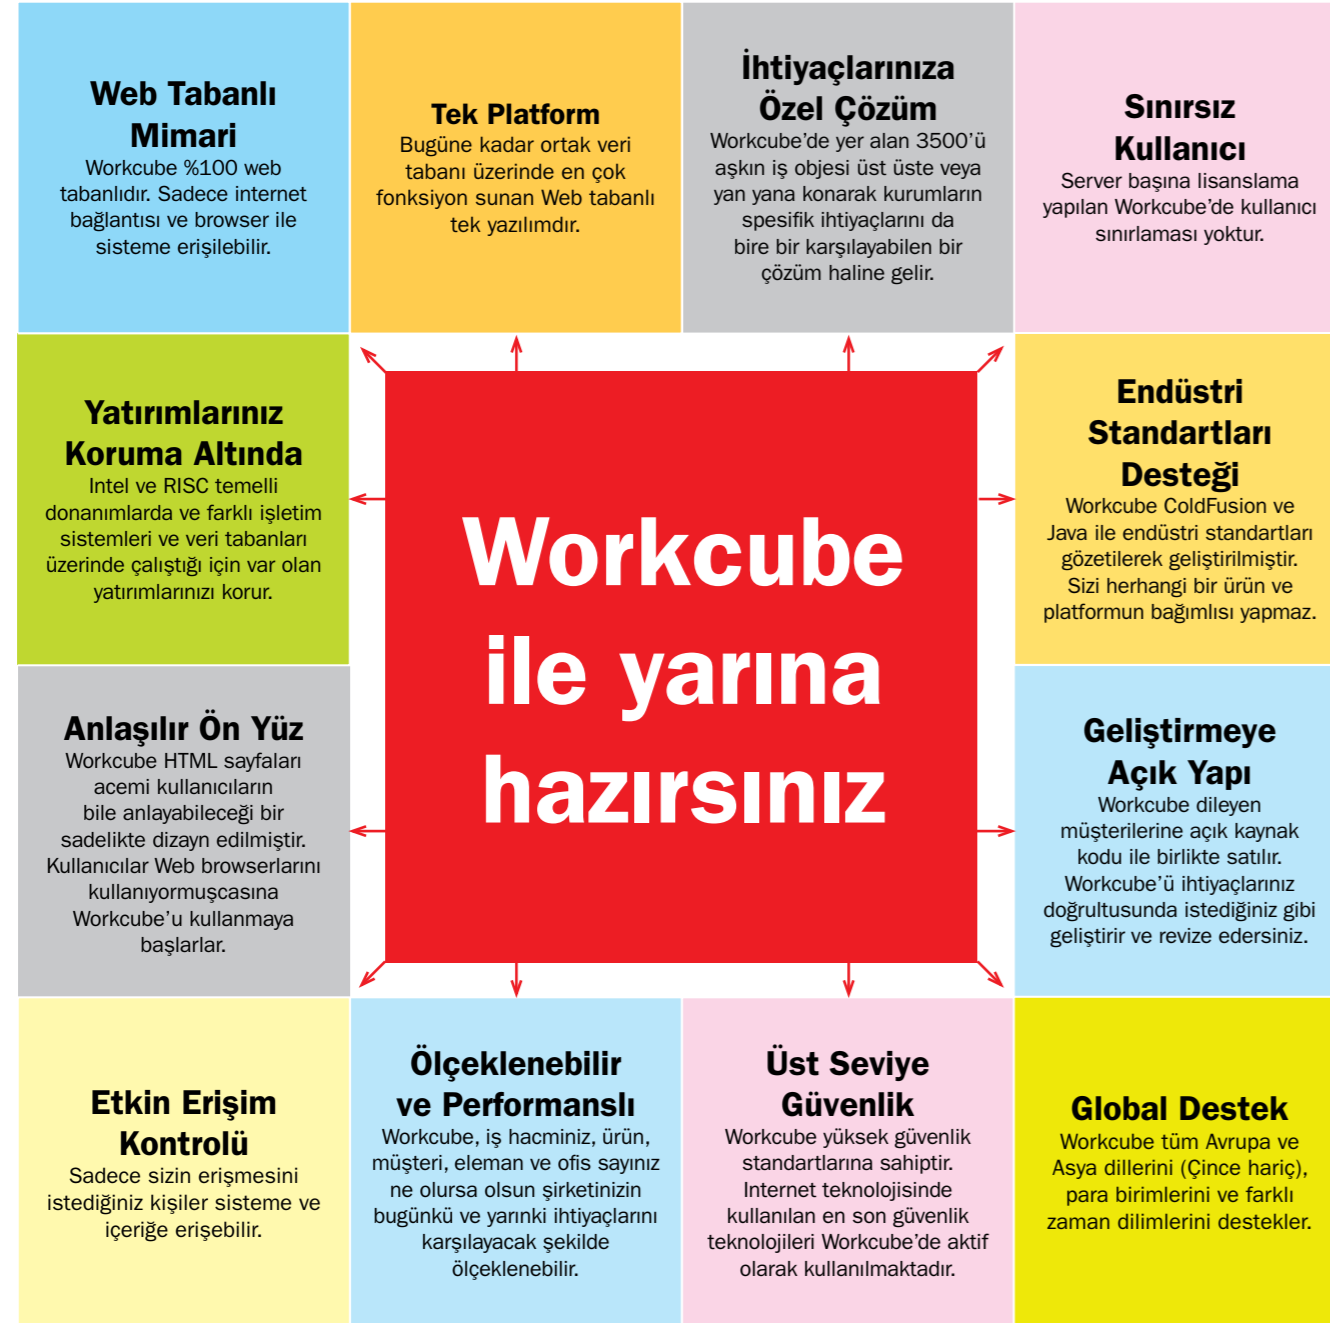 Web Tabanlı
Mimari
Workcube %100 web
tabanlıdır. Sadece internet
bağlantısı ve browser ile
sisteme erişilebilir.
Tek Platform
Bugüne kadar ortak veri
tabanı üzerinde en çok
fonksiyon sunan Web tabanlı
tek yazılımdır.
İhtiyaçlarınıza
Özel Çözüm
Workcube’de yer alan 3500’ü
aşkın iş objesi üst üste veya
yan yana konarak kurumların
spesifik ihtiyaçlarını da
bire bir karşılayabilen bir
çözüm haline gelir.
Sınırsız
Kullanıcı
Server başına lisanslama
yapılan Workcube’de kullanıcı
sınırlaması yoktur.
Yatırımlarınız
Koruma Altında
Intel ve RISC temelli
donanımlarda ve farklı işletim
sistemleri ve veri tabanları
üzerinde çalıştığı için var olan
yatırımlarınızı korur.
Workcube
ile yarına
hazırsınız
Endüstri
Standartları
Desteği
Workcube ColdFusion ve
Java ile endüstri standartları
gözetilerek geliştirilmiştir.
Sizi herhangi bir ürün ve
platformun bağımlısı yapmaz.
Anlaşılır Ön Yüz
Workcube HTML sayfaları
acemi kullanıcıların
bile anlayabileceği bir
sadelikte dizayn edilmiştir.
Kullanıcılar Web browserlarını
kullanıyormuşcasına
Workcube’u kullanmaya
başlarlar.
Geliştirmeye
Açık Yapı
Workcube dileyen
müşterilerine açık kaynak
kodu ile birlikte satılır.
Workcube’ü ihtiyaçlarınız
doğrultusunda istediğiniz gibi
geliştirir ve revize edersiniz.
Etkin Erişim
Kontrolü
Sadece sizin erişmesini
istediğiniz kişiler sisteme ve
içeriğe erişebilir.
Ölçeklenebilir
ve Performanslı
Workcube, iş hacminiz, ürün,
müşteri, eleman ve ofis sayınız
ne olursa olsun şirketinizin
bugünkü ve yarınki ihtiyaçlarını
karşılayacak şekilde
ölçeklenebilir.
Üst Seviye
Güvenlik
Workcube yüksek güvenlik
standartlarına sahiptir.
Internet teknolojisinde
kullanılan en son güvenlik
teknolojileri Workcube’de aktif
olarak kullanılmaktadır.
Global Destek
Workcube tüm Avrupa ve
Asya dillerini (Çince hariç),
para birimlerini ve farklı
zaman dilimlerini destekler.